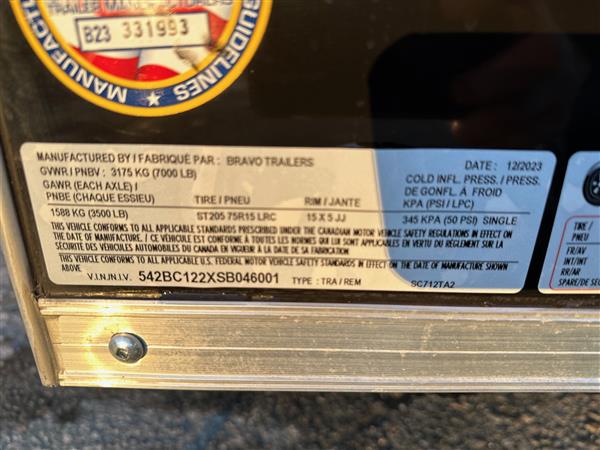 TRAILER MANUFACTURERS
B23 331993
MANUFACTU
GUIDELINES
MANUFACTURED BY / FABRIQUÉ PAR : BRAVO TRAILERS DATE : 12/2023
GVWR / PNBV : 3175 KG (7000 LB) COLD INFL. PRESS. / PRESS.
GAWR (EACH AXLE) / DE GONFL. À FROID
PNBE (CHAQUE ESSIEU) TIRE / PNEU RIM / JANTE KPA (PSI / LPC)
1588 KG (3500 LB) ST205 75R15 LRC 15 X 5 JJ 345 KPA (50 PSI) SINGLE
THIS VEHICLE CONFORMS TO ALL APPLICABLE STANDARDS PRESCRIBED UNDER THE CANADIAN MOTOR VEHICLE SAFETY REGULATIONS IN EFFECT ON
THE DATE OF MANUFACTURE. / CE VEHICULE EST CONFORME À TOUTES LES NORMES QUI LUI SONT APPLICABLES EN VERTU DU RÈGLEMENT SUR LA
SÉCURITÉ DES VÉHICULES AUTOMOBILES DU CANADA EN VIGUEUR À LA DATE DE SA FABRICATION.
THIS VEHICLE CONFORMS TO ALL APPLICABLE U.S. FEDERAL MOTOR VEHICLE SAFETY STANDARDS IN EFFECT ON THE DATE OF MANUFACTURE SHOWN
ABOVE
V.I.N./N.I.V. 542BC122XSB046001 TYPE : TRA / REM SC712TA2
TIRE /
PNEU
FR/AV
INT/INT
RR/AR
SPARE/DE SE